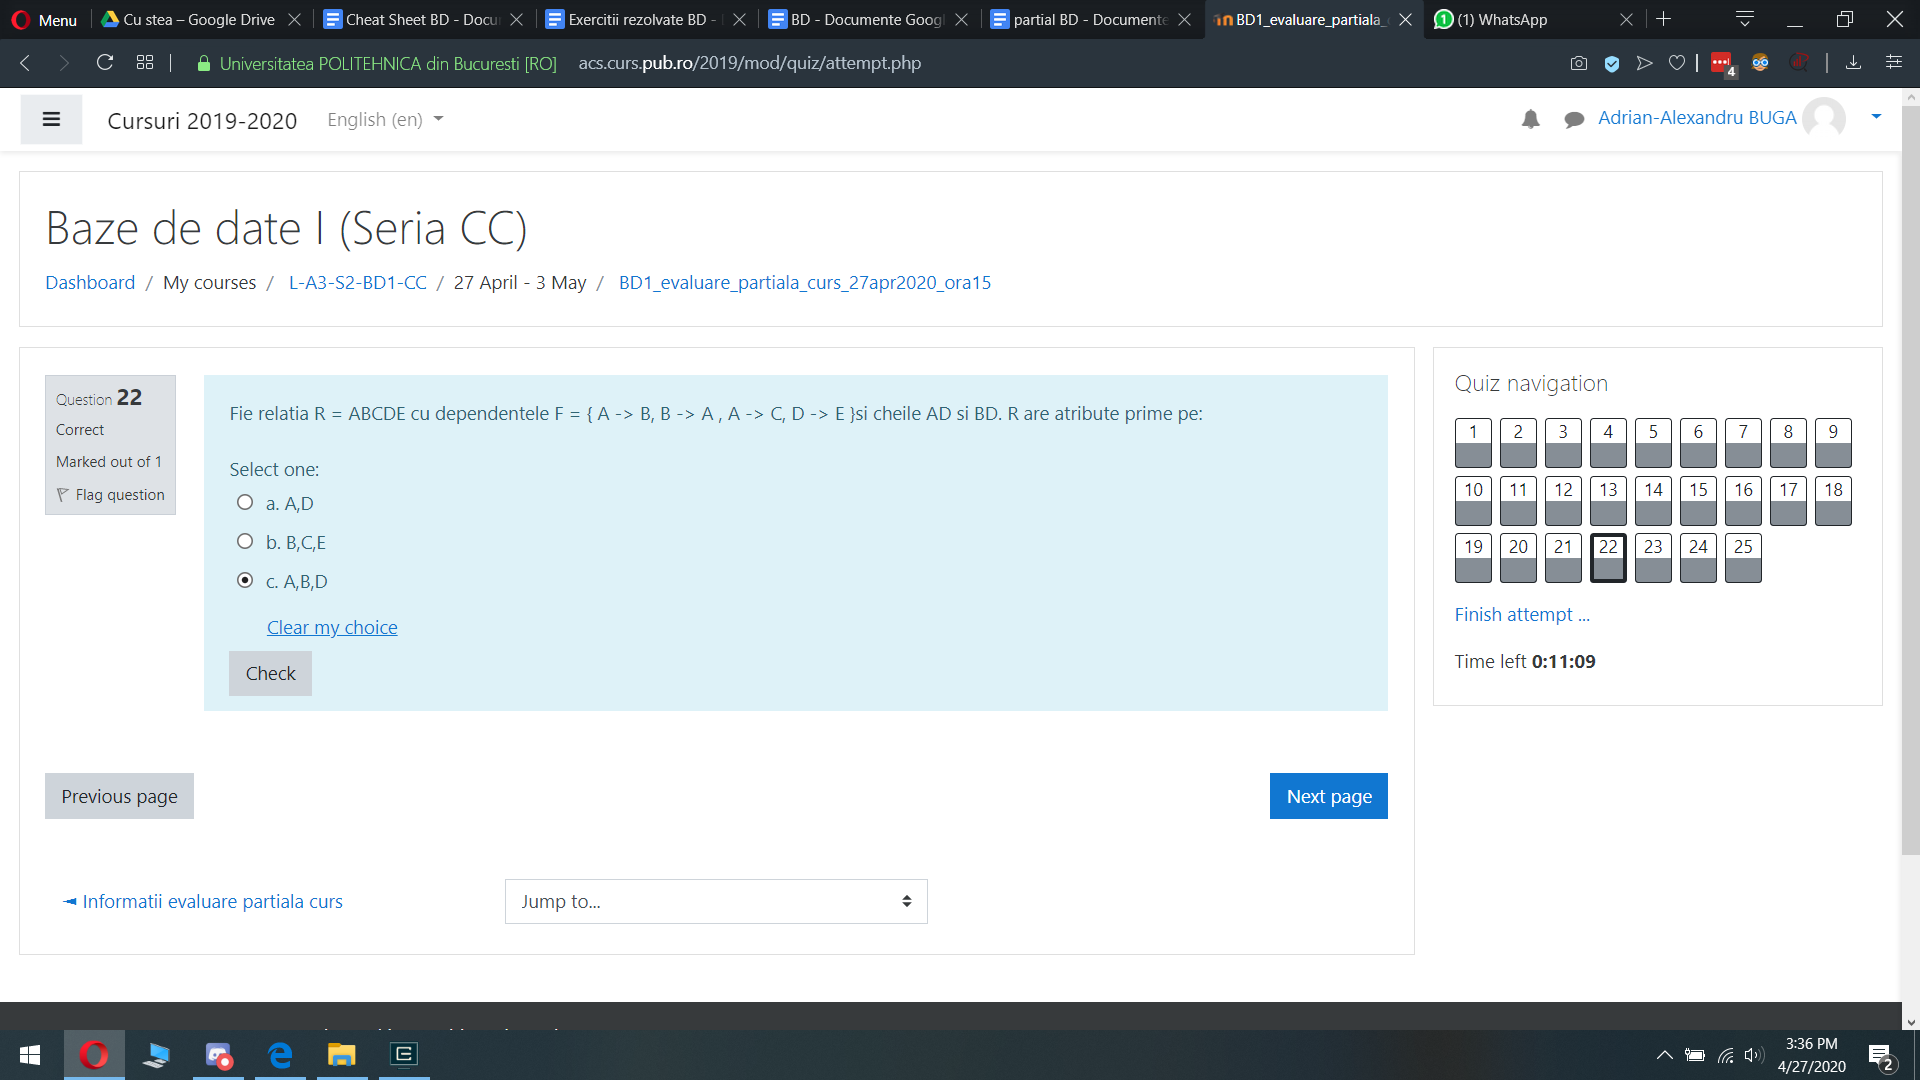 Menu
Cu stea – Google Drive
Cheat Sheet BD - Docu
Exercitii rezolvate BD -
BD - Documente Googl
partial BD - Documente
BD1_evaluare_partiala_
(1) WhatsApp
Universitatea POLITEHNICA din Bucuresti [RO]
acs.curs.pub.ro/2019/mod/quiz/attempt.php
4
Cursuri 2019-2020
English (en)
Adrian-Alexandru BUGA
Baze de date I (Seria CC)
Dashboard / My courses / L-A3-S2-BD1-CC / 27 April - 3 May / BD1_evaluare_partiala_curs_27apr2020_ora15
Question 22
Correct
Marked out of 1
Flag question
Fie relatia R = ABCDE cu dependentele F = { A -> B, B -> A , A -> C, D -> E }si cheile AD si BD. R are atribute prime pe:
Select one:
a. A,D
b. B,C,E
c. A,B,D
Clear my choice
Check
Previous page
Next page
◄ Informatii evaluare partiala curs
Jump to...
Quiz navigation
1 2 3 4 5 6 7 8 9
10 11 12 13 14 15 16 17 18
19 20 21 22 23 24 25
Finish attempt ...
Time left 0:11:09
3:36 PM
4/27/2020
2